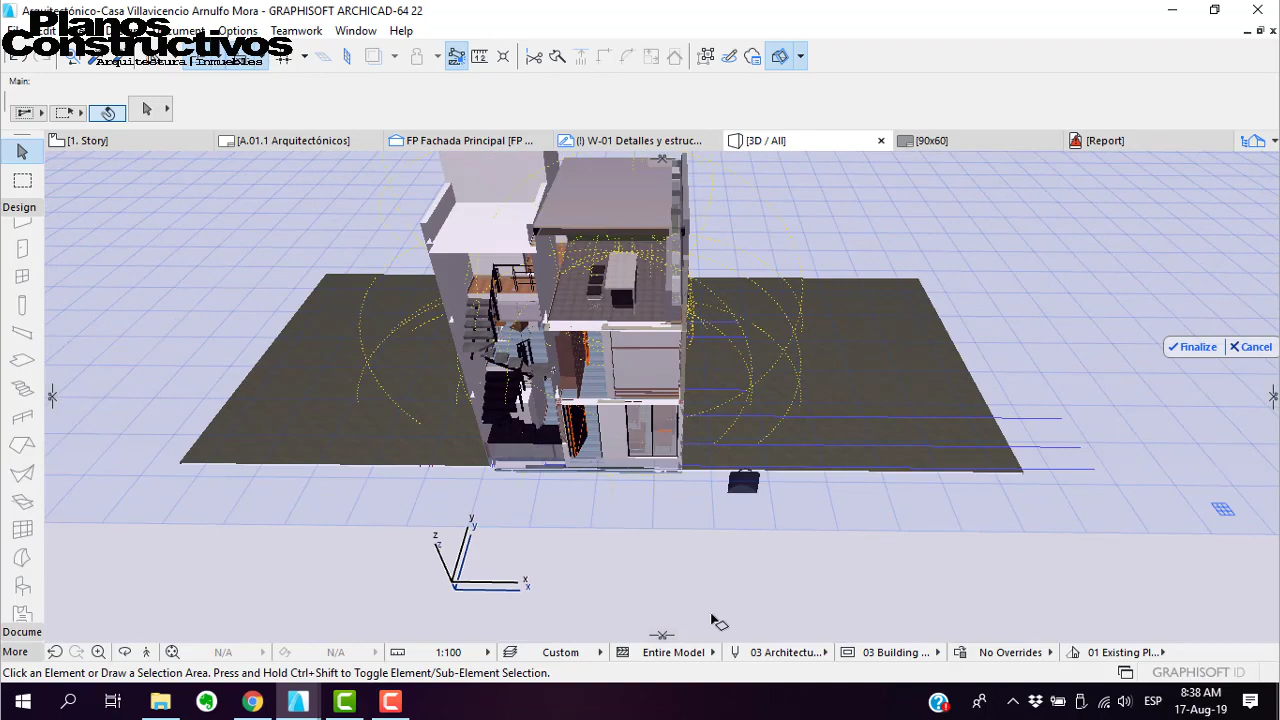 Arquitectónico-Casa Villavicencio Arnulfo Mora - GRAPHISOFT ARCHICAD-64 22
Planos
Constructivos
Arquitectura | Inmuebles
Options Teamwork Window Help
Main:
[1. Story]
[A.01.1 Arquitectónicos]
FP Fachada Principal [FP ...
(!) W-01 Detalles y estruc...
[3D / All]
[90x60]
[Report]
Design
Finalize
Cancel
y
y
z
z
x
x
Docume
More
N/A
N/A
1:100
Custom
Entire Model
03 Architectu...
03 Building ...
No Overrides
01 Existing Pl...
Click an Element or Draw a Selection Area. Press and Hold Ctrl+Shift to Toggle Element/Sub-Element Selection.
GRAPHISOFT ID
ESP
8:38 AM
17-Aug-19